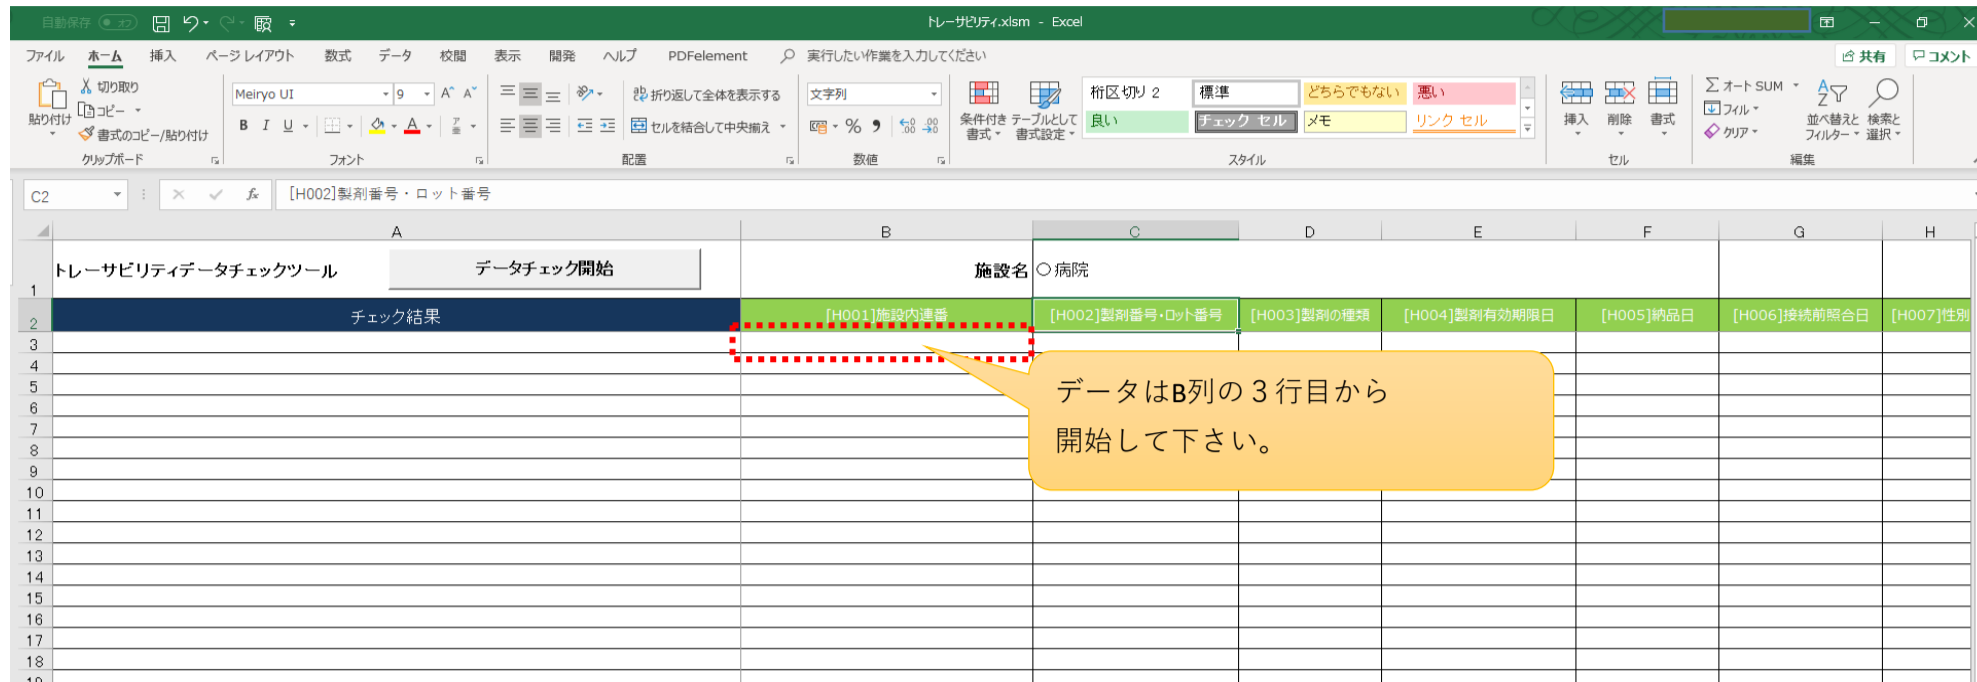 自動保存 オフ
トレーサビリティ.xlsm - Excel
ファイル ホーム 挿入 ページ レイアウト 数式 データ 校閲 表示 開発 ヘルプ PDFelement 実行したい作業を入力してください 共有 コメント
貼り付け 切り取り コピー 書式のコピー/貼り付け
Meiryo UI 9 A^ A˅
B I U A
折り返して全体を表示する
セルを結合して中央揃え
文字列
% 9 .00 .00
条件付き書式 テーブルとして書式設定
桁区切り 2 標準 どちらでもない 悪い
良い チェック セル メモ リンク セル
挿入 削除 書式
Σ オート SUM
フィル
クリア
並べ替えと フィルター 検索と 選択
クリップボード フォント 配置 数値 スタイル セル 編集
C2 fx [H002]製剤番号・ロット番号
A B C D E F G H
1 トレーサビリティデータチェックツール データチェック開始 施設名 〇病院
2 チェック結果 [H001]施設内連番 [H002]製剤番号・ロット番号 [H003]製剤の種類 [H004]製剤有効期限日 [H005]納品日 [H006]接続前照合日 [H007]性別
データはB列の３行目から
開始して下さい。
3
4
5
6
7
8
9
10
11
12
13
14
15
16
17
18
19